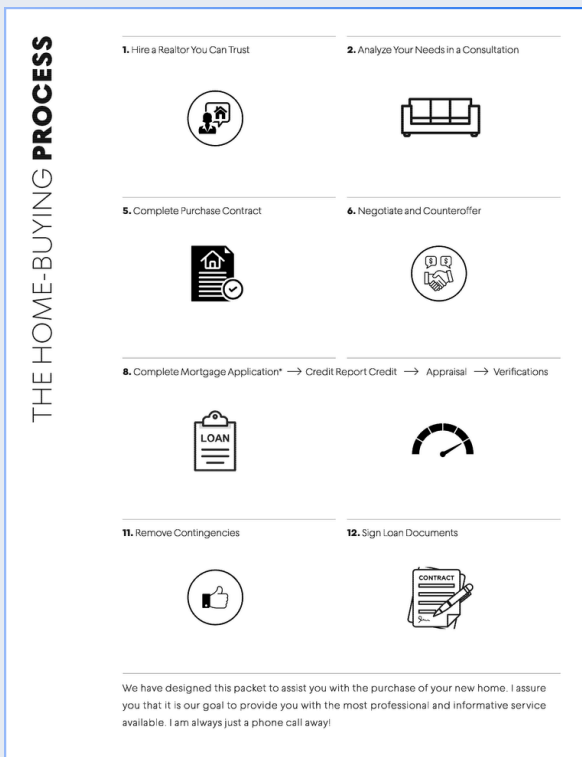 THE HOME-BUYING PROCESS
1. Hire a Realtor You Can Trust
2. Analyze Your Needs in a Consultation
5. Complete Purchase Contract
6. Negotiate and Counteroffer
$ $
8. Complete Mortgage Application* → Credit Report Credit → Appraisal → Verifications
LOAN
11. Remove Contingencies
12. Sign Loan Documents
CONTRACT
We have designed this packet to assist you with the purchase of your new home. I assure
you that it is our goal to provide you with the most professional and informative service
available. I am always just a phone call away!